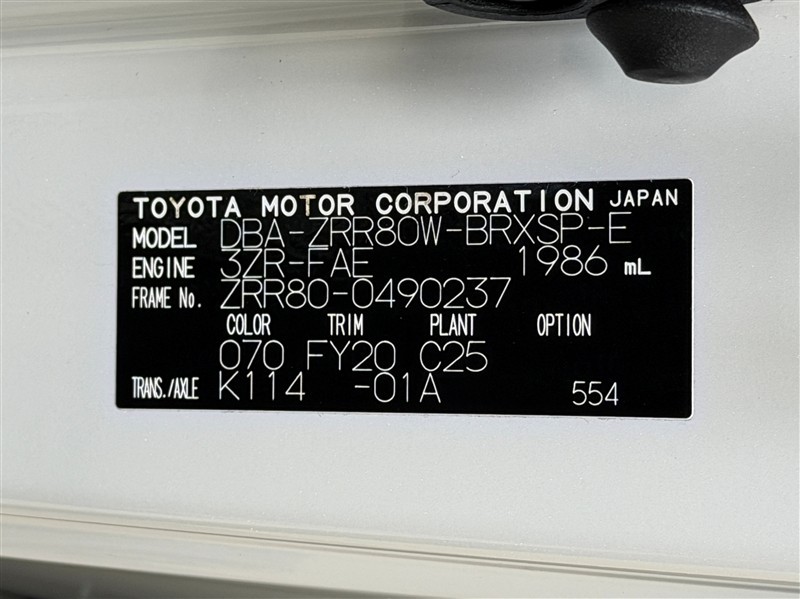 TOYOTA MOTOR CORPORATION JAPAN
MODEL DBA-ZRR80W-BRXSP-E
ENGINE 3ZR-FAE 1986 mL
FRAME No. ZRR80-0490237
COLOR TRIM PLANT OPTION
070 FY20 C25
TRANS./AXLE K114 -01A 554